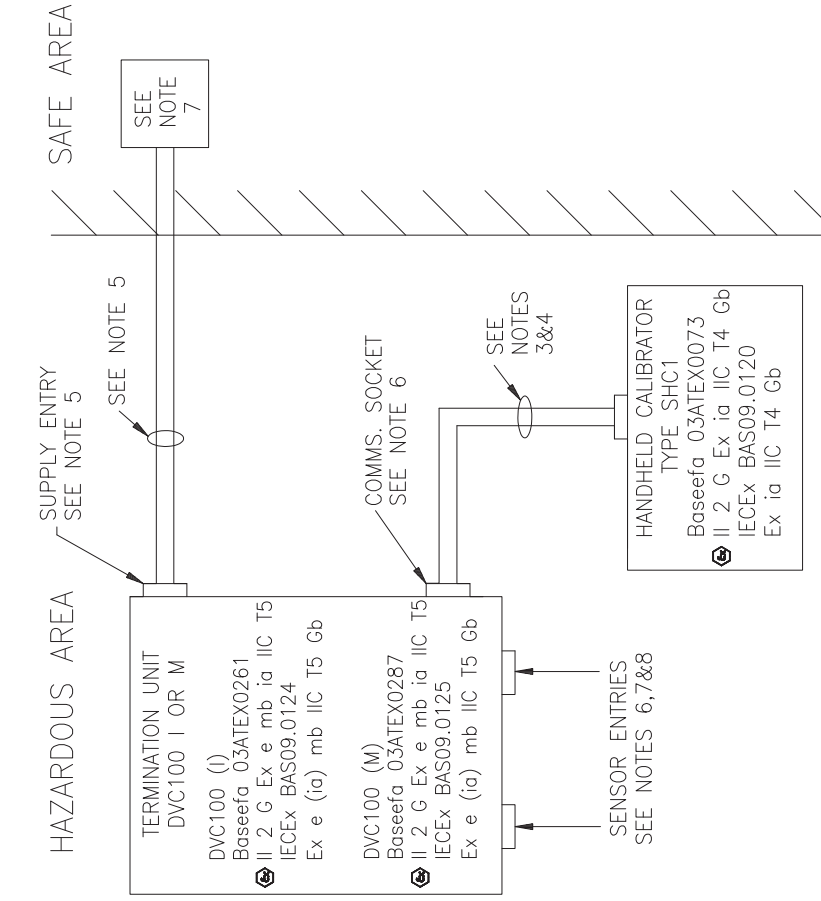 HAZARDOUS AREA
SAFE AREA
SUPPLY ENTRY
SEE NOTE 5
SEE NOTE 5
SEE
NOTE
7
TERMINATION UNIT
DVC100 I OR M
DVC100 (I)
Baseefa 03ATEX0261
Ex II 2 G Ex e mb ia IIC T5
IECEx BAS09.0124
Ex e (ia) mb IIC T5 Gb
DVC100 (M)
Baseefa 03ATEX0287
Ex II 2 G Ex e mb ia IIC T5
IECEx BAS09.0125
Ex e (ia) mb IIC T5 Gb
COMMS. SOCKET
SEE NOTE 6
SEE
NOTES
3&4
SENSOR ENTRIES
SEE NOTES 6,7&8
HANDHELD CALIBRATOR
TYPE SHC1
Baseefa 03ATEX0073
Ex II 2 G Ex ia IIC T4 Gb
IECEx BAS09.0120
Ex ia IIC T4 Gb